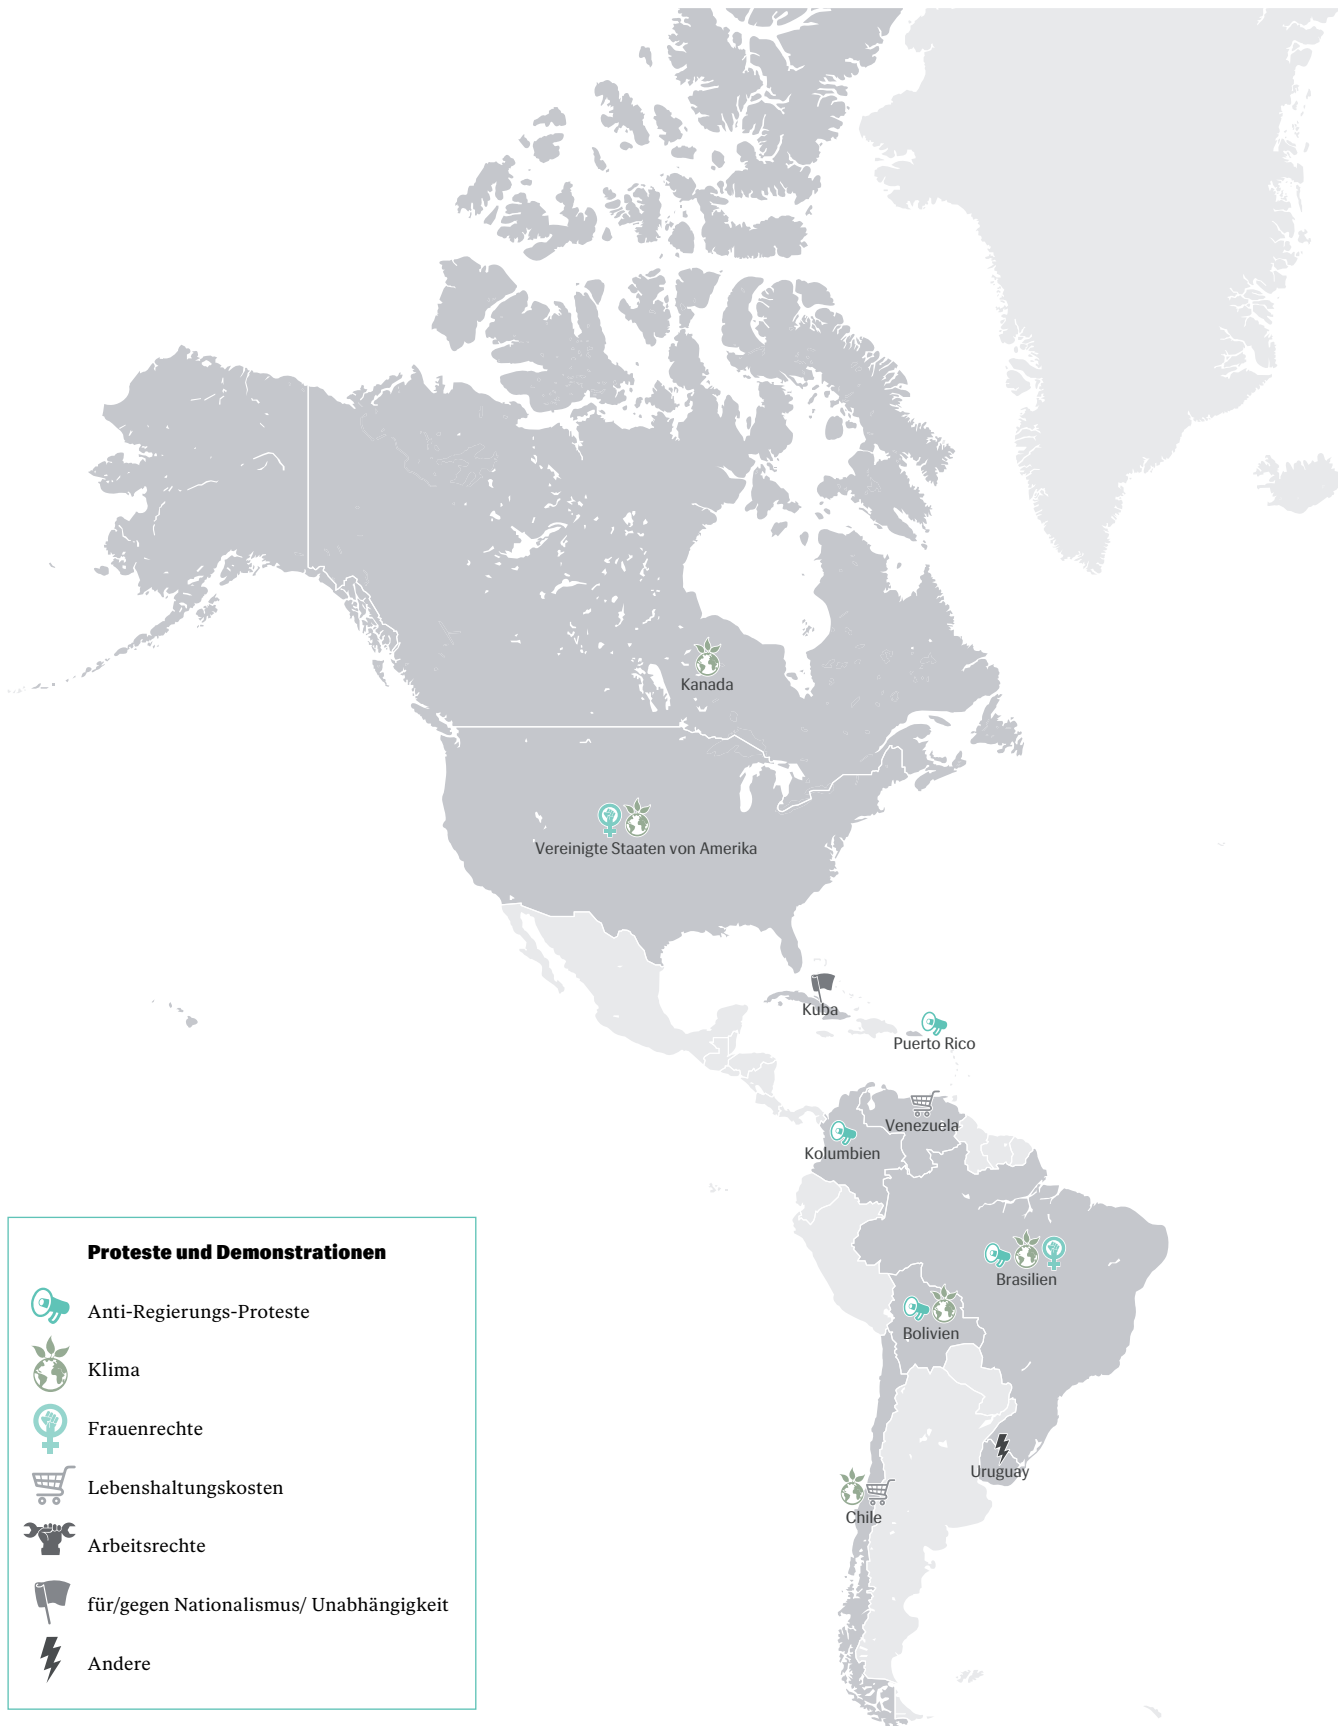 Kanada
Vereinigte Staaten von Amerika
Kuba
Puerto Rico
Venezuela
Kolumbien
Brasilien
Bolivien
Uruguay
Chile
Proteste und Demonstrationen
Anti-Regierungs-Proteste
Klima
Frauenrechte
Lebenshaltungskosten
Arbeitsrechte
für/gegen Nationalismus/ Unabhängigkeit
Andere